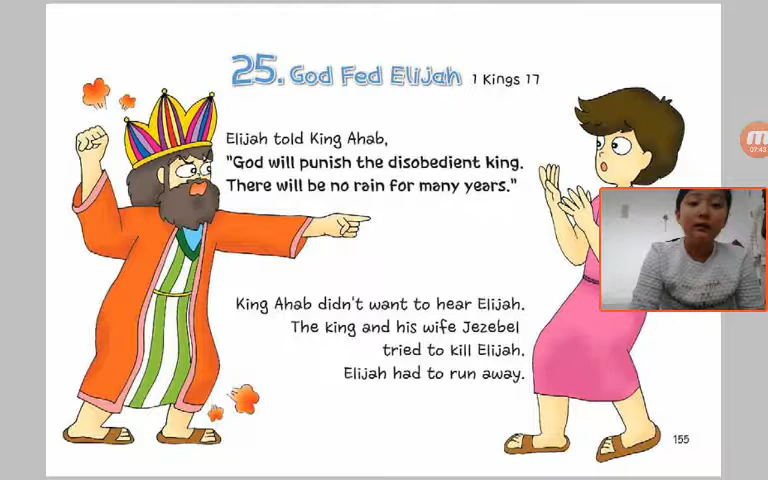 25. God Fed Elijah 1 Kings 17
Elijah told King Ahab,
"God will punish the disobedient king.
There will be no rain for many years."
King Ahab didn't want to hear Elijah.
The king and his wife Jezebel
tried to kill Elijah.
Elijah had to run away.
155
07:43